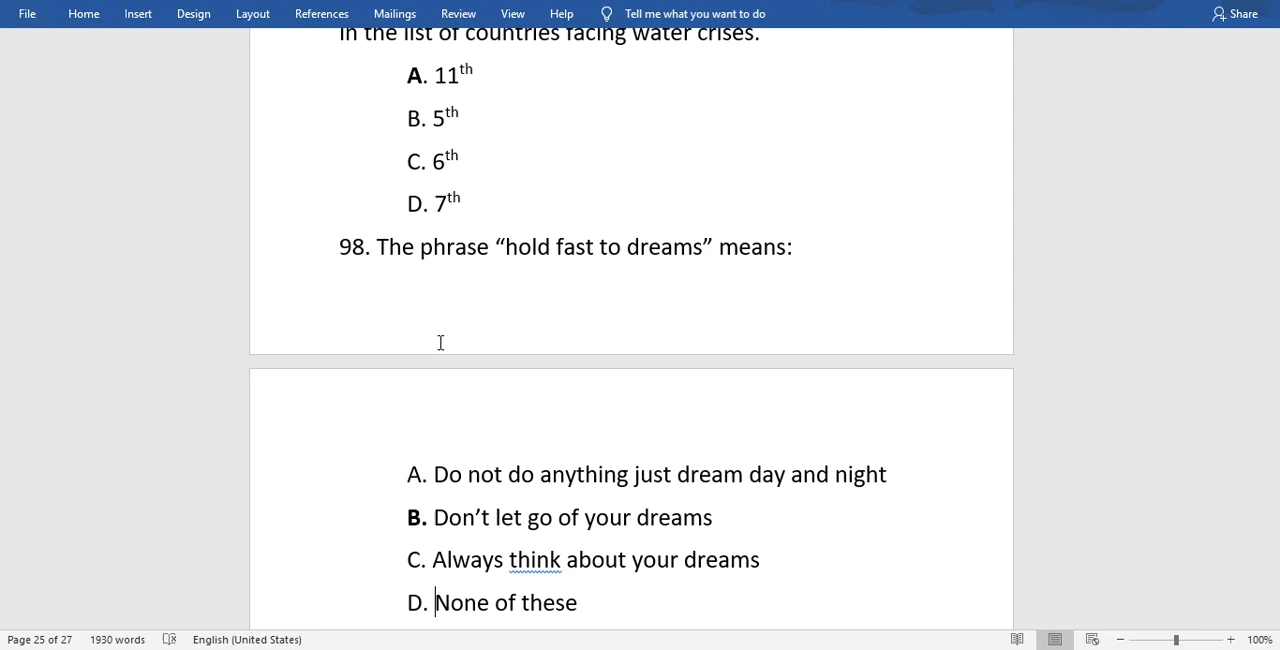 File Home Insert Design Layout References Mailings Review View Help Tell me what you want to do Share
in the list of countries facing water crises.
A. 11th
B. 5th
C. 6th
D. 7th
98. The phrase “hold fast to dreams” means:
A. Do not do anything just dream day and night
B. Don’t let go of your dreams
C. Always think about your dreams
D. None of these
Page 25 of 27 1930 words English (United States) 100%